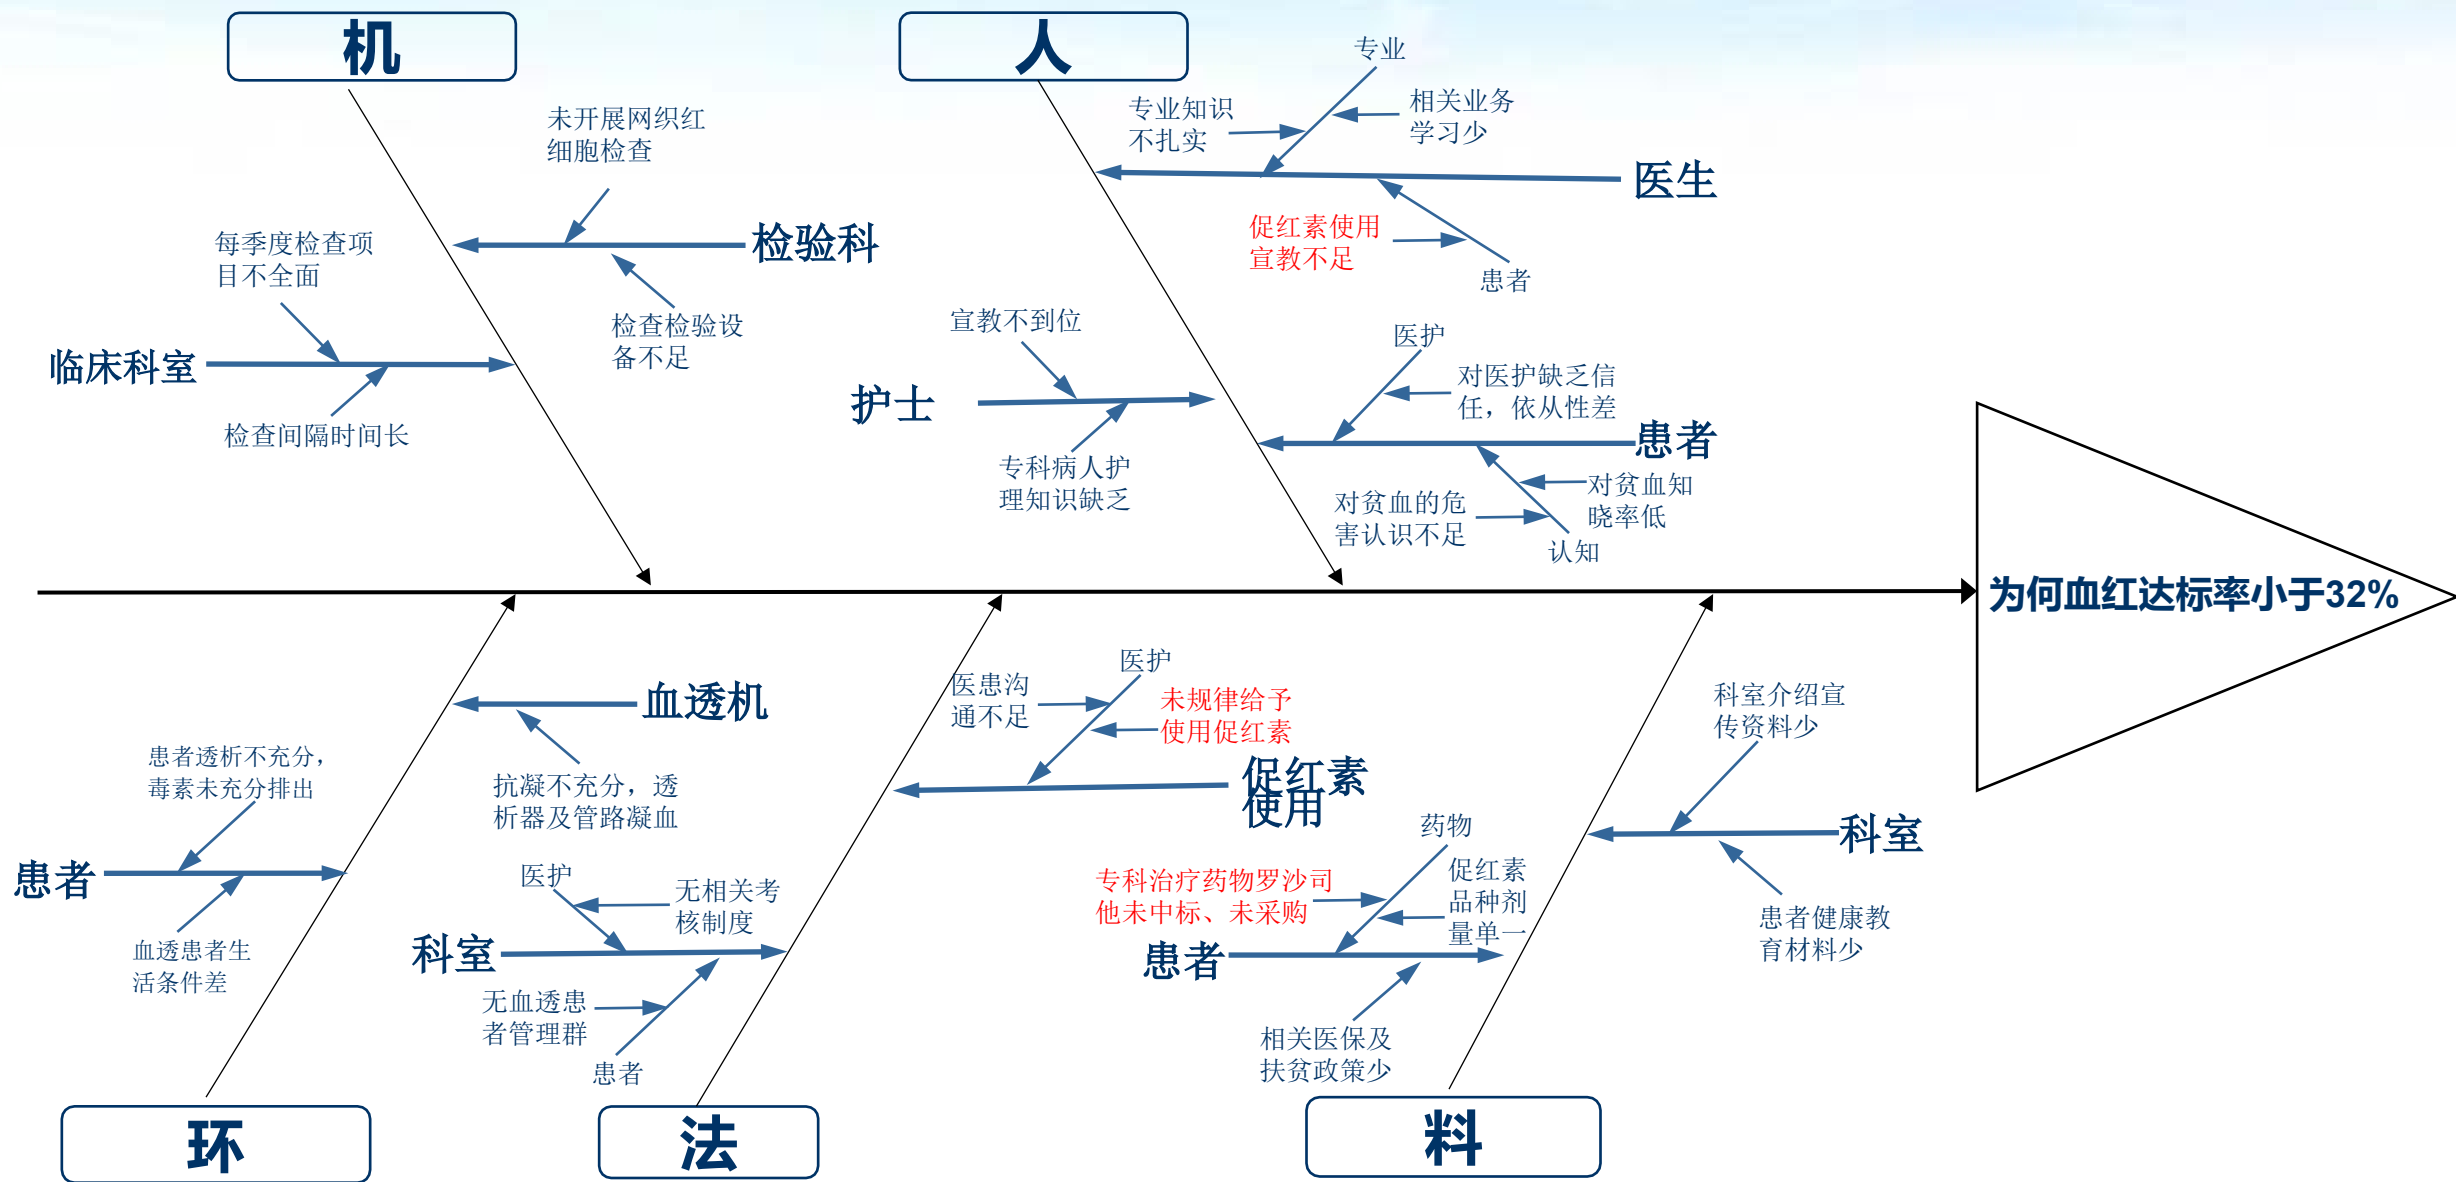 机
人
专业
专业知识
不扎实
相关业务
学习少
医生
促红素使用
宣教不足
患者
未开展网织红
细胞检查
检验科
每季度检查项
目不全面
检查检验设
备不足
临床科室
检查间隔时间长
宣教不到位
护士
专科病人护
理知识缺乏
医护
对医护缺乏信
任，依从性差
患者
对贫血的危
害认识不足
对贫血知
晓率低
认知
为何血红达标率小于32%
血透机
抗凝不充分，透
析器及管路凝血
患者透析不充分，
毒素未充分排出
患者
血透患者生
活条件差
医护
医患沟
通不足
未规律给予
使用促红素
促红素
使用
医护
无相关考
核制度
科室
无血透患
者管理群
患者
科室介绍宣
传资料少
科室
患者健康教
育材料少
药物
专科治疗药物罗沙司
他未中标、未采购
促红素
品种剂
量单一
患者
相关医保及
扶贫政策少
环
法
料